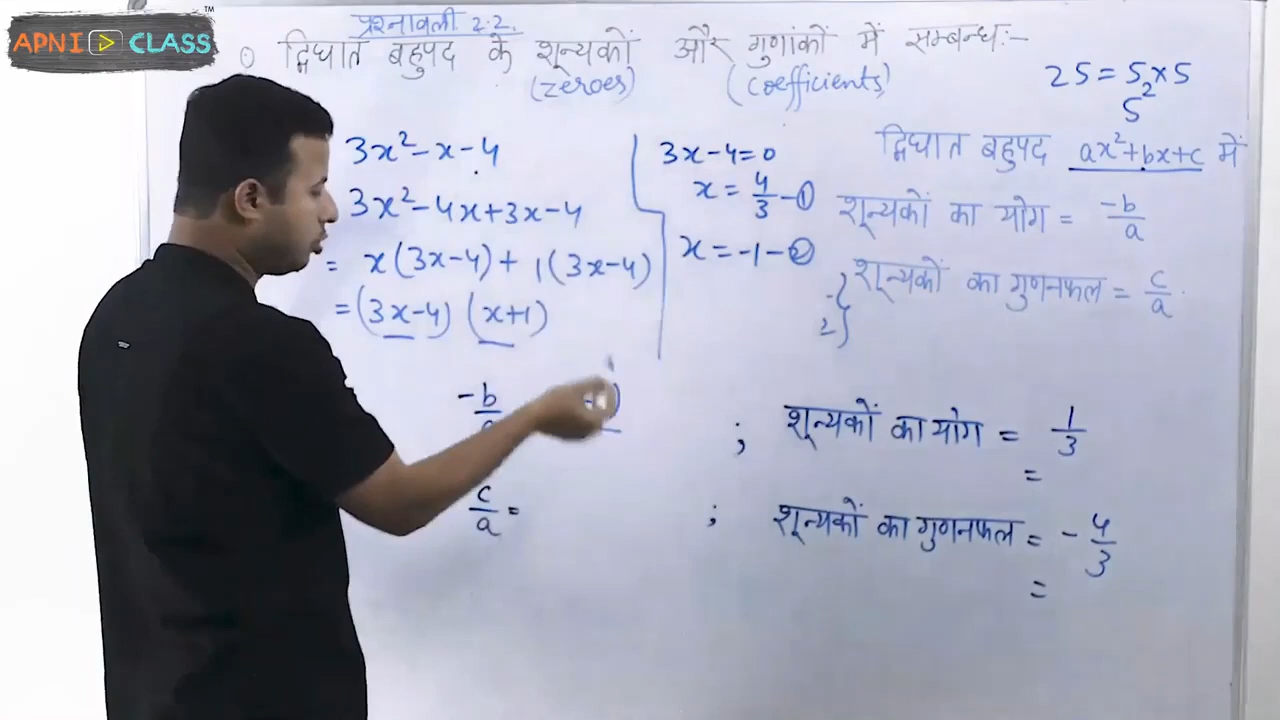 APNI CLASS™
प्रश्नावली 2.2.
द्विघात बहुपद के शून्यकों और गुणांकों में सम्बन्ध:-
(zeroes) (coefficients)
25 = 5 × 5
5²
3x² - x - 4
3x² - 4x + 3x - 4
= x(3x-4) + 1(3x-4)
= (3x-4) (x+1)
3x - 4 = 0
x = 4/3 - ①
x = -1 - ②
द्विघात बहुपद ax²+bx+c में
शून्यकों का योग = -b/a
शून्यकों का गुणनफल = c/a.
-b/a
; शून्यकों का योग = 1/3
=
c/a =
; शून्यकों का गुणनफल = -4/3
=